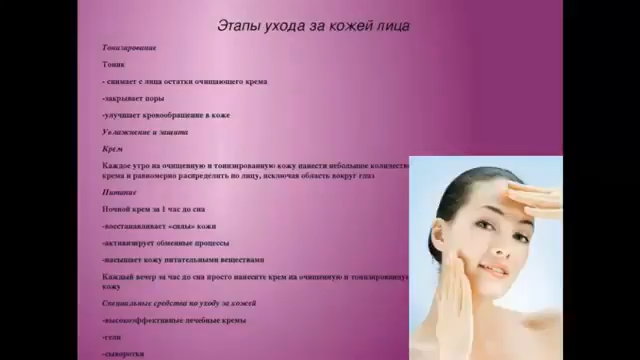 Этапы ухода за кожей лица
Тонизирование
Тоник
- снимает с лица остатки очищающего крема
-закрывает поры
-улучшает кровообращение в коже
Увлажнение и защита
Крем
Каждое утро на очищенную и тонизированную кожу нанести небольшое количество
крема и равномерно распределить по лицу, исключая область вокруг глаз
Питание
Ночной крем за 1 час до сна
-восстанавливает «силы» кожи
-активизирует обменные процессы
-насыщает кожу питательными веществами
Каждый вечер за час до сна просто нанесите крем на очищенную и тонизированную
кожу
Специальные средства по уходу за кожей
-высокоэффективные лечебные кремы
-гели
-сыворотки